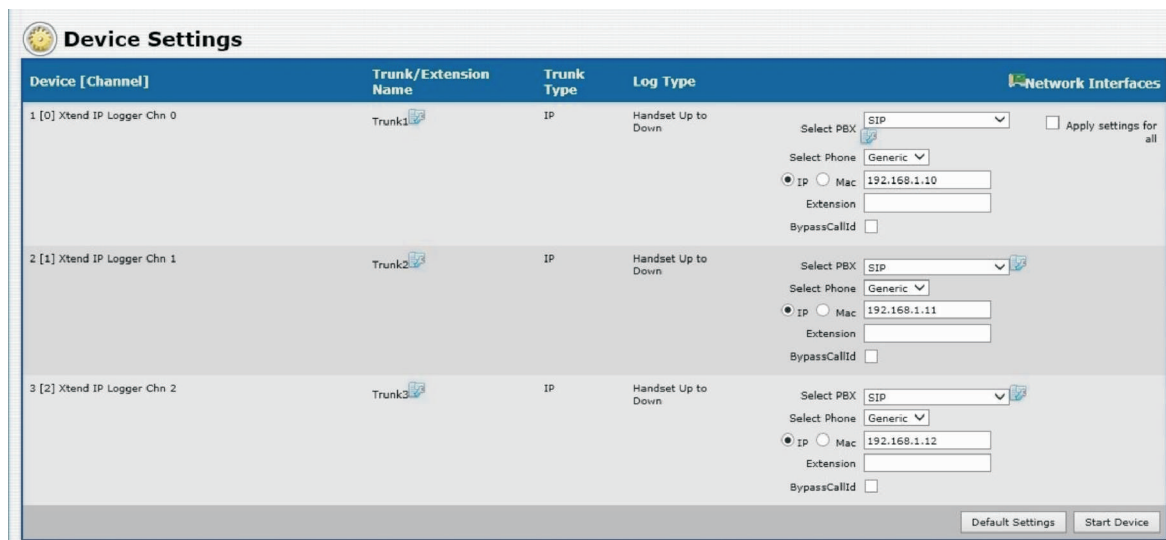 Device Settings
Device [Channel] Trunk/Extension Name Trunk Type Log Type Network Interfaces
1 [0] Xtend IP Logger Chn 0 Trunk1 IP Handset Up to Down
Select PBX SIP
Apply settings for all
Select Phone Generic
IP Mac 192.168.1.10
Extension
BypassCallId
2 [1] Xtend IP Logger Chn 1 Trunk2 IP Handset Up to Down
Select PBX SIP
Select Phone Generic
IP Mac 192.168.1.11
Extension
BypassCallId
3 [2] Xtend IP Logger Chn 2 Trunk3 IP Handset Up to Down
Select PBX SIP
Select Phone Generic
IP Mac 192.168.1.12
Extension
BypassCallId
Default Settings Start Device